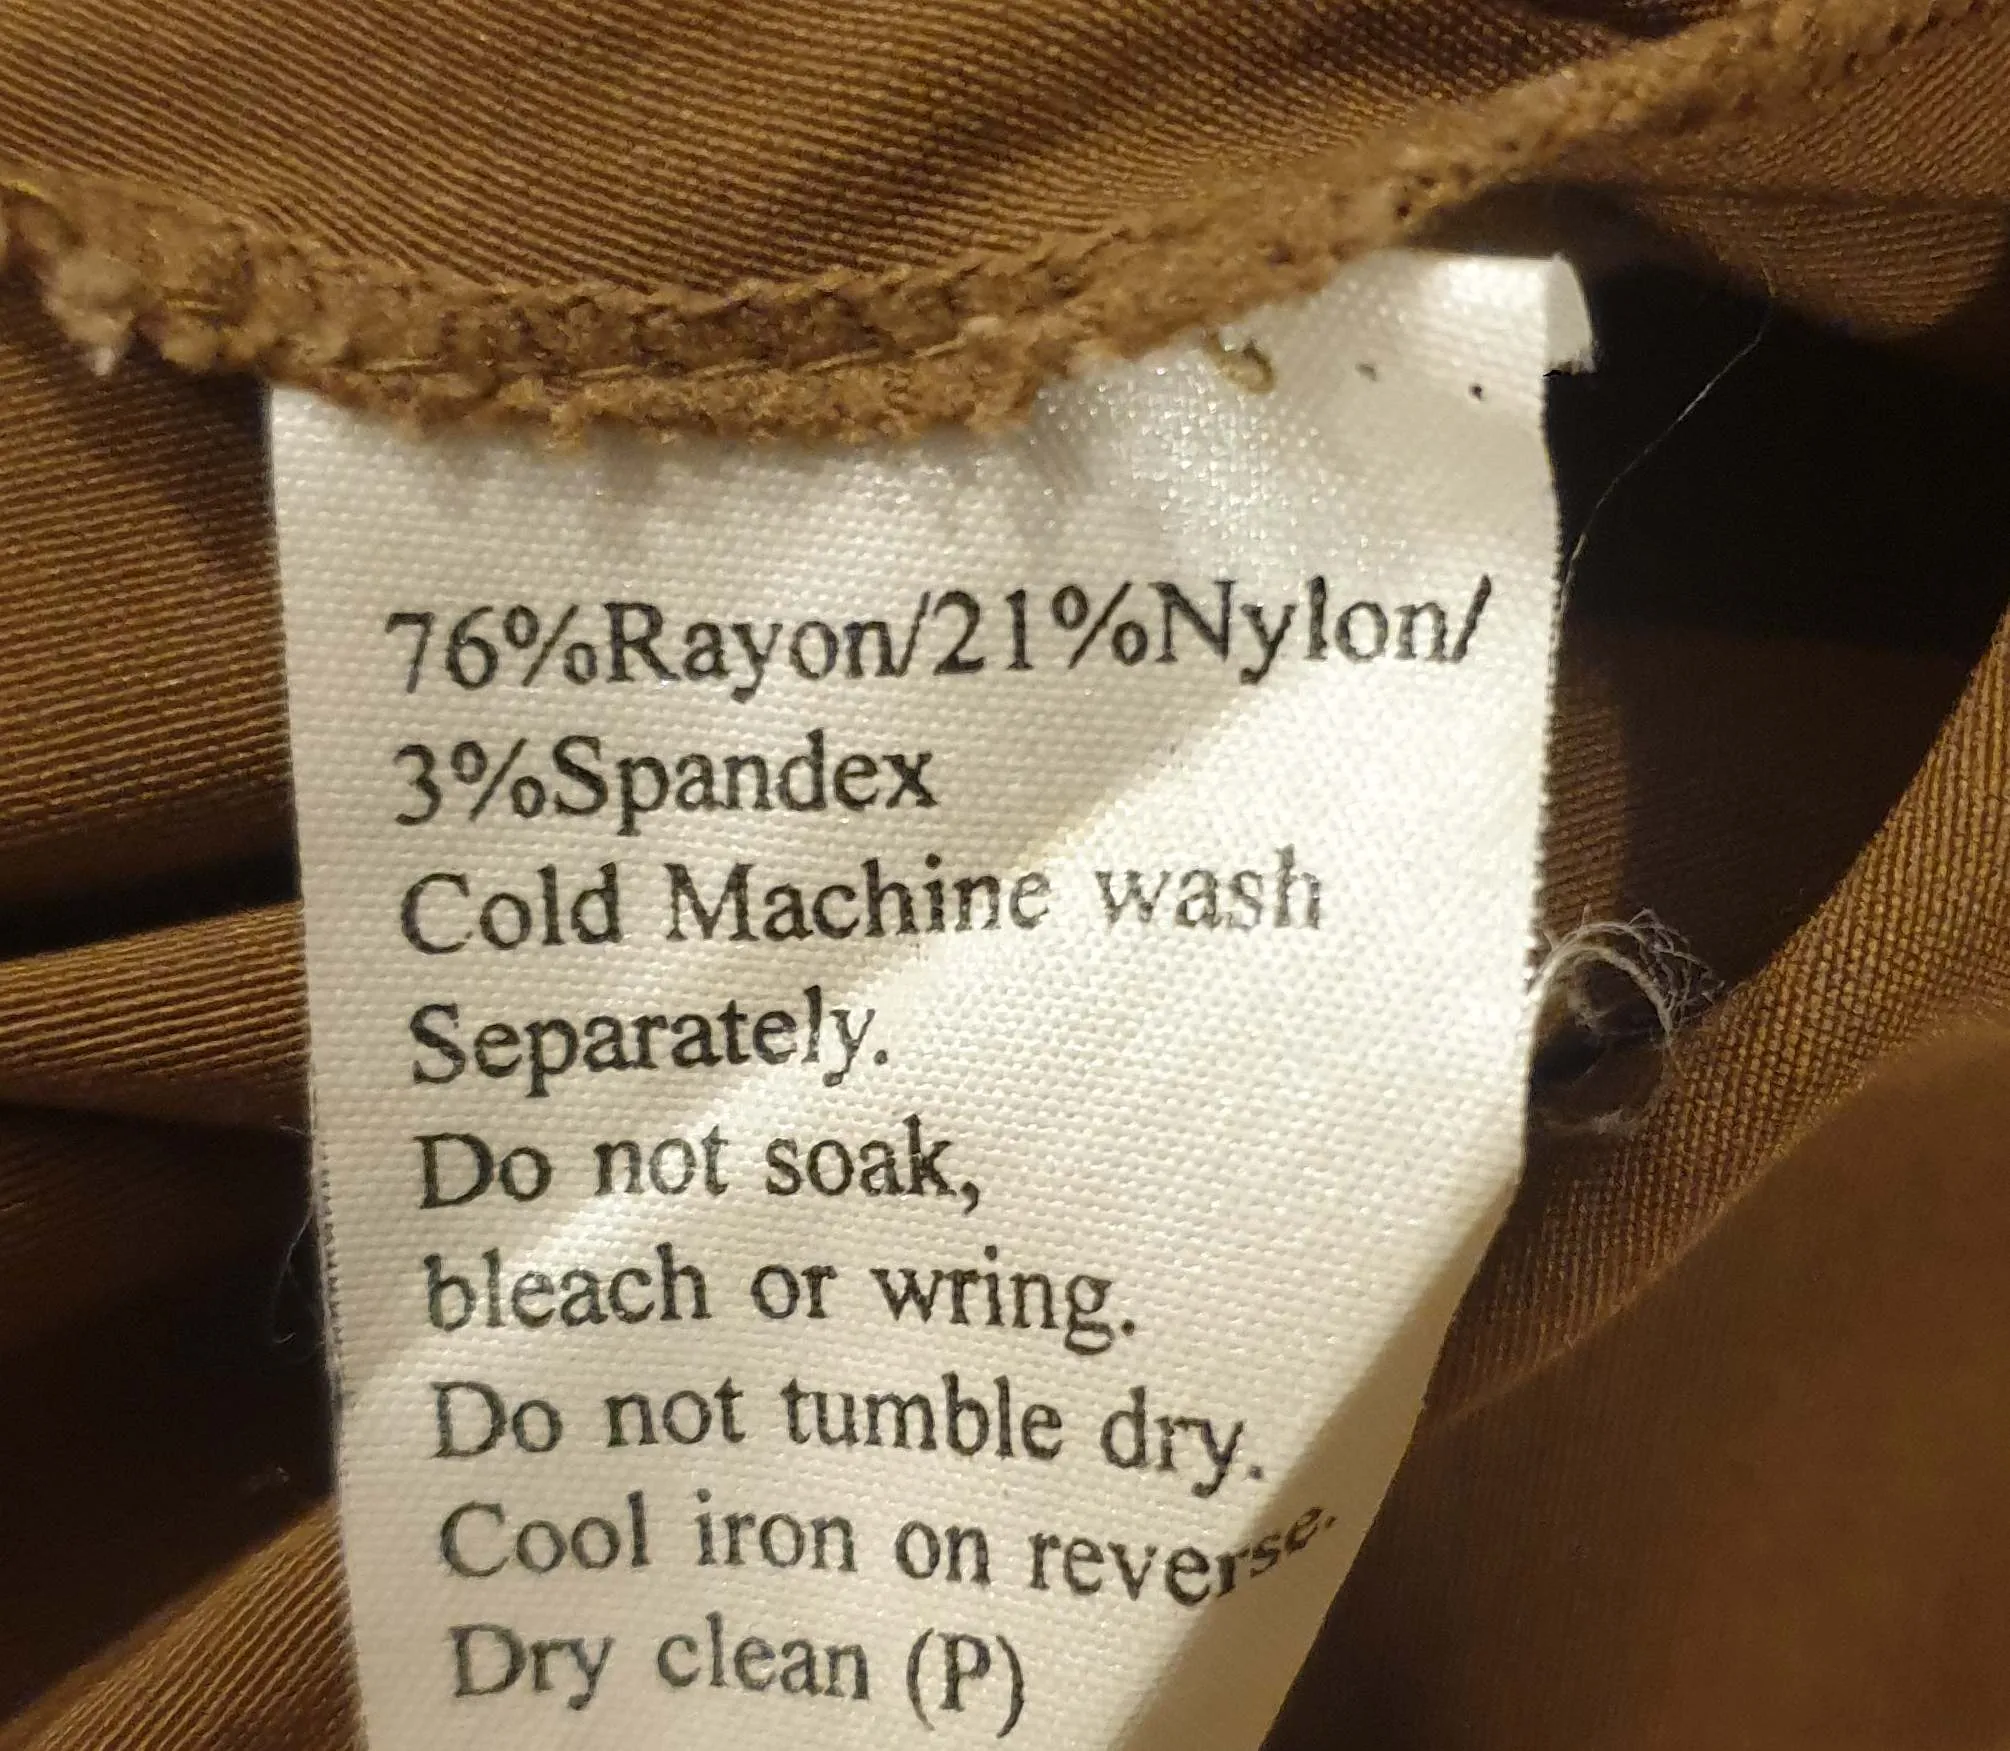 76%Rayon/21%Nylon/
3%Spandex
Cold Machine wash
Separately.
Do not soak,
bleach or wring.
Do not tumble dry.
Cool iron on reverse.
Dry clean (P)